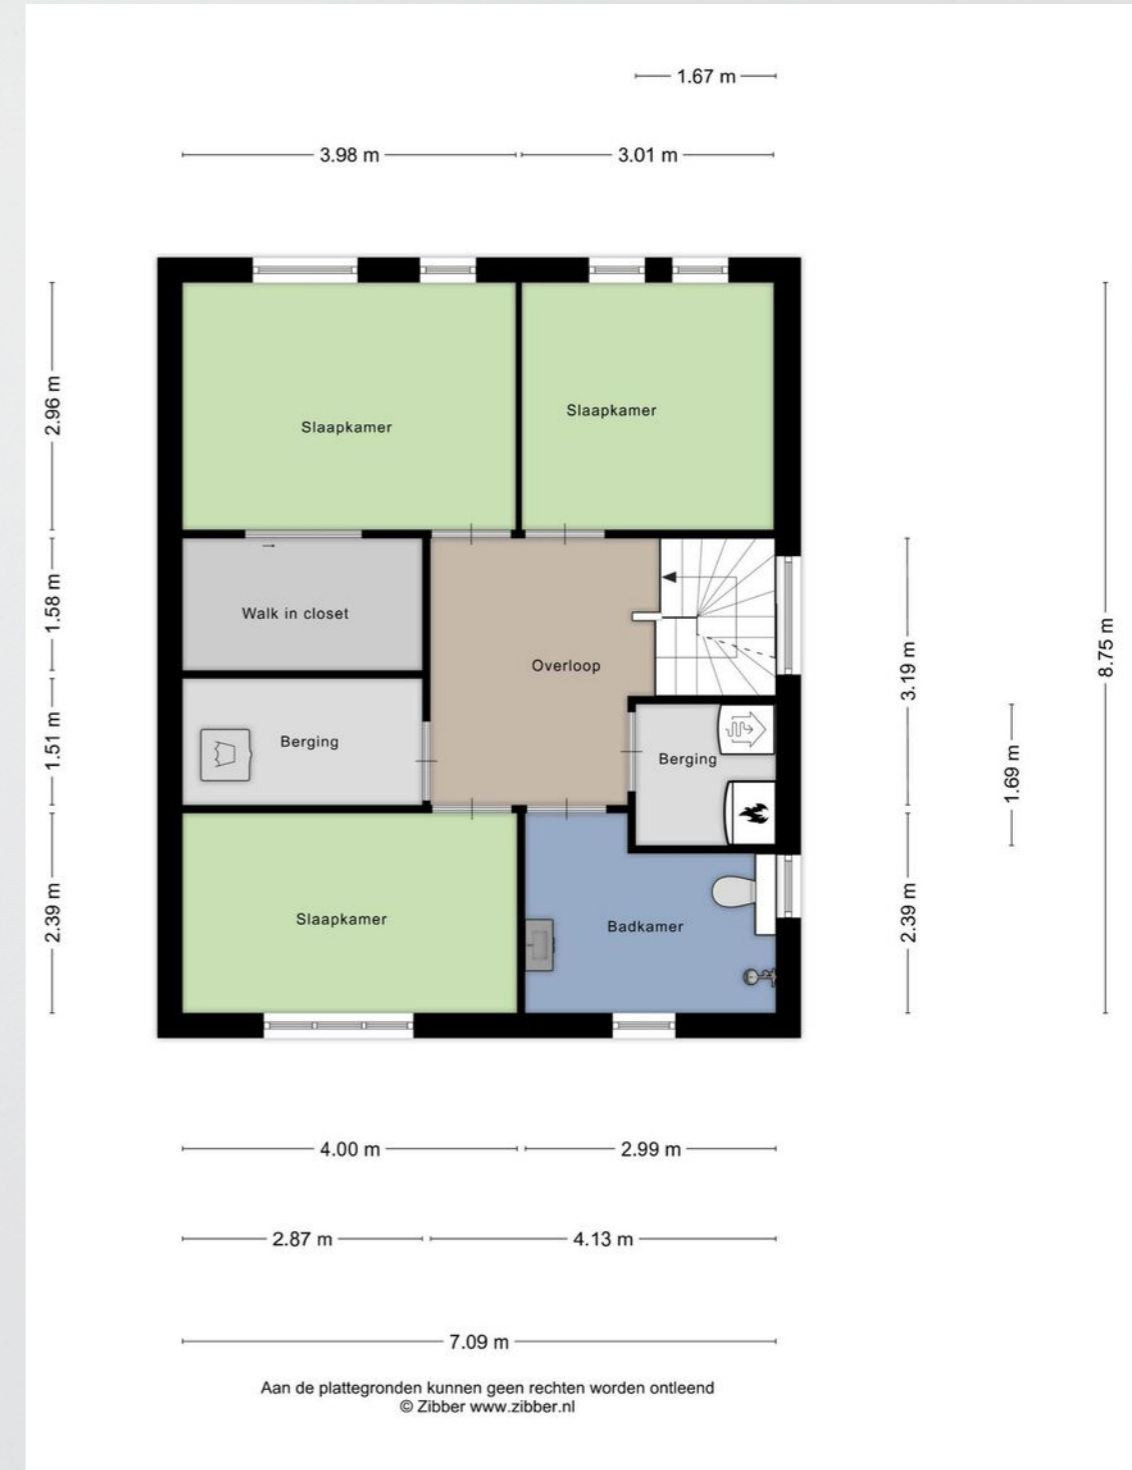 1.67 m
3.98 m
3.01 m
2.96 m
Slaapkamer
Slaapkamer
1.58 m
Walk in closet
Overloop
3.19 m
8.75 m
1.51 m
Berging
Berging
1.69 m
2.39 m
Slaapkamer
Badkamer
2.39 m
4.00 m
2.99 m
2.87 m
4.13 m
7.09 m
Aan de plattegronden kunnen geen rechten worden ontleend
© Zibber www.zibber.nl